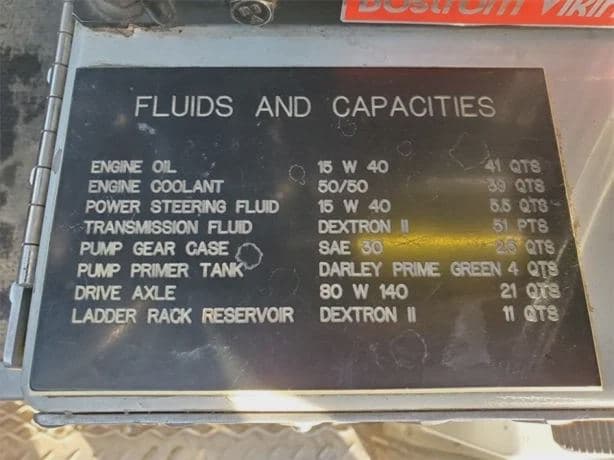 Bostrom VIKIN
FLUIDS AND CAPACITIES
ENGINE OIL 15 W 40 41 QTS
ENGINE COOLANT 50/50 39 QTS
POWER STEERING FLUID 15 W 40 5.5 QTS
TRANSMISSION FLUID DEXTRON II 51 PTS
PUMP GEAR CASE SAE 30 2.5 QTS
PUMP PRIMER TANK DARLEY PRIME GREEN 4 QTS
DRIVE AXLE 80 W 140 21 QTS
LADDER RACK RESERVOIR DEXTRON II 11 QTS